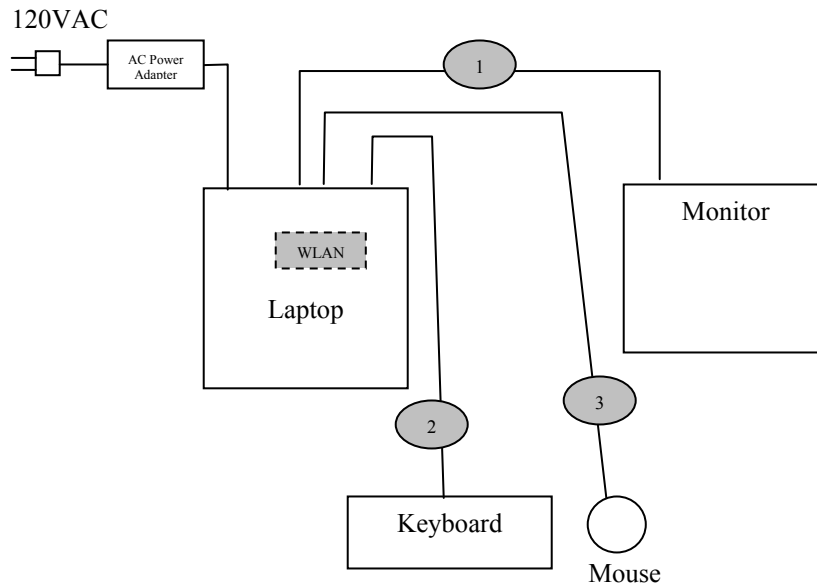 120VAC
AC Power
Adapter
1
WLAN
Laptop
Monitor
2
3
Keyboard
Mouse